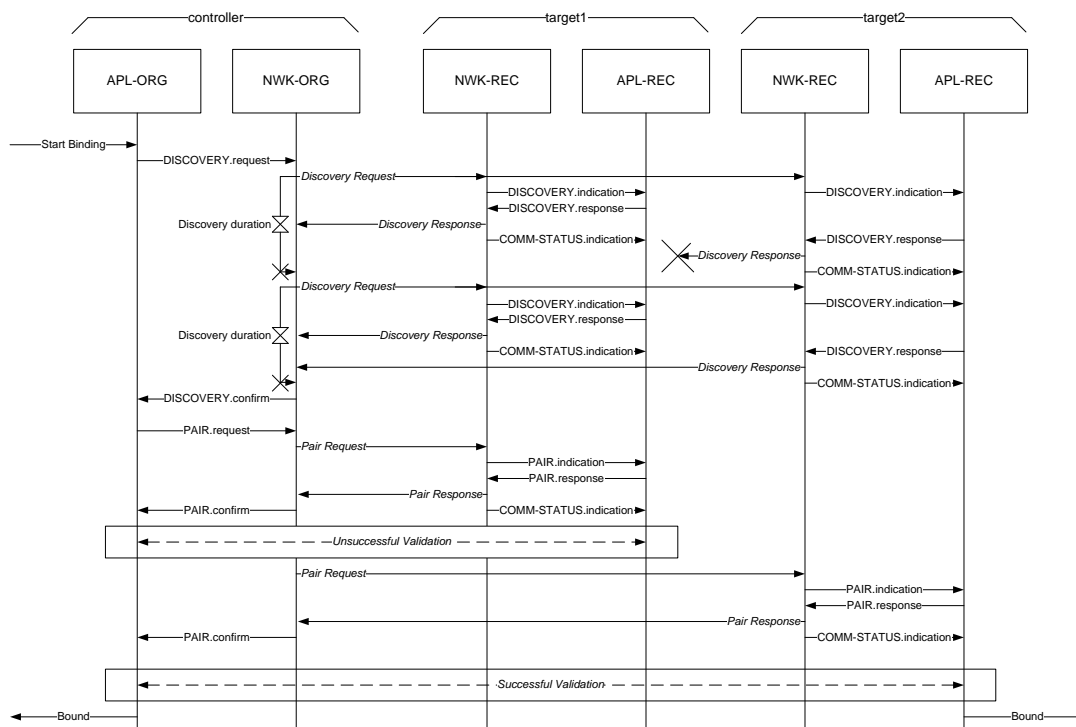 controller
target1
target2
APL-ORG
NWK-ORG
NWK-REC
APL-REC
NWK-REC
APL-REC
Start Binding
DISCOVERY.request
Discovery Request
DISCOVERY.indication
DISCOVERY.indication
DISCOVERY.response
Discovery duration
Discovery Response
COMM-STATUS.indication
DISCOVERY.response
Discovery Response
COMM-STATUS.indication
Discovery Request
DISCOVERY.indication
DISCOVERY.indication
DISCOVERY.response
Discovery duration
Discovery Response
COMM-STATUS.indication
DISCOVERY.response
Discovery Response
COMM-STATUS.indication
DISCOVERY.confirm
PAIR.request
Pair Request
PAIR.indication
PAIR.response
Pair Response
PAIR.confirm
COMM-STATUS.indication
Unsuccessful Validation
Pair Request
PAIR.indication
PAIR.response
Pair Response
PAIR.confirm
COMM-STATUS.indication
Successful Validation
Bound
Bound